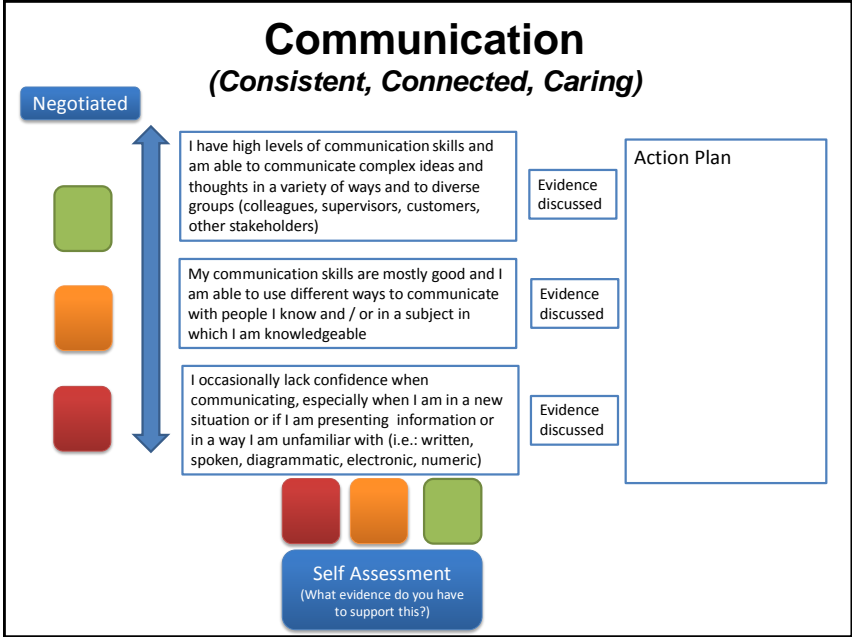 Communication
(Consistent, Connected, Caring)
Negotiated
I have high levels of communication skills and
am able to communicate complex ideas and
thoughts in a variety of ways and to diverse
groups (colleagues, supervisors, customers,
other stakeholders)
Evidence
discussed
Action Plan
My communication skills are mostly good and I
am able to use different ways to communicate
with people I know and / or in a subject in
which I am knowledgeable
Evidence
discussed
I occasionally lack confidence when
communicating, especially when I am in a new
situation or if I am presenting  information or
in a way I am unfamiliar with (i.e.: written,
spoken, diagrammatic, electronic, numeric)
Evidence
discussed
Self Assessment
(What evidence do you have
to support this?)